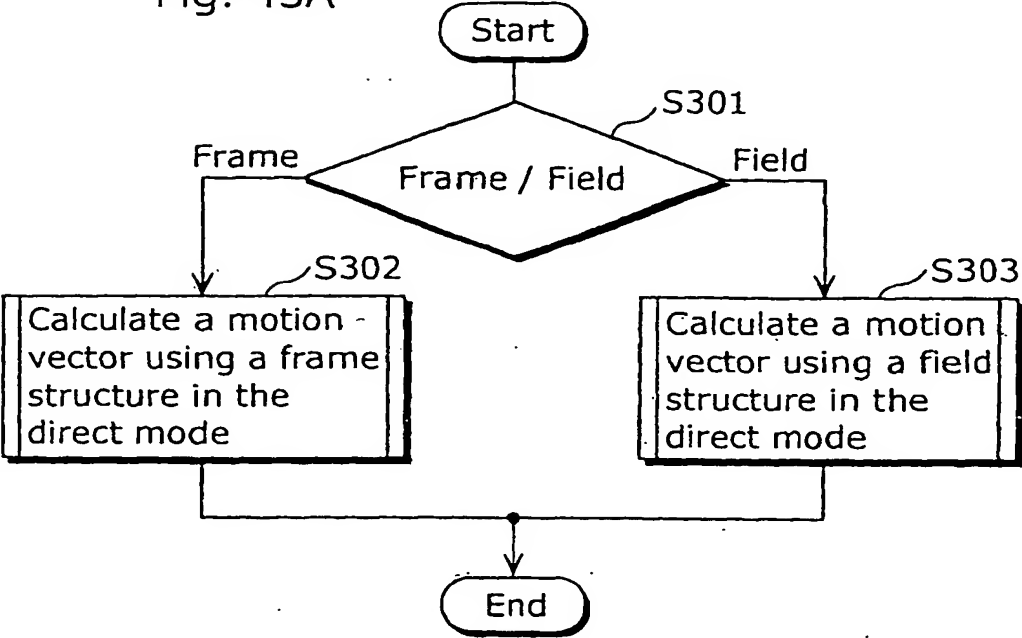 Start
S301
Frame
Frame / Field
Field
S302
Calculate a motion
vector using a frame
structure in the
direct mode
S303
Calculate a motion
vector using a field
structure in the
direct mode
End